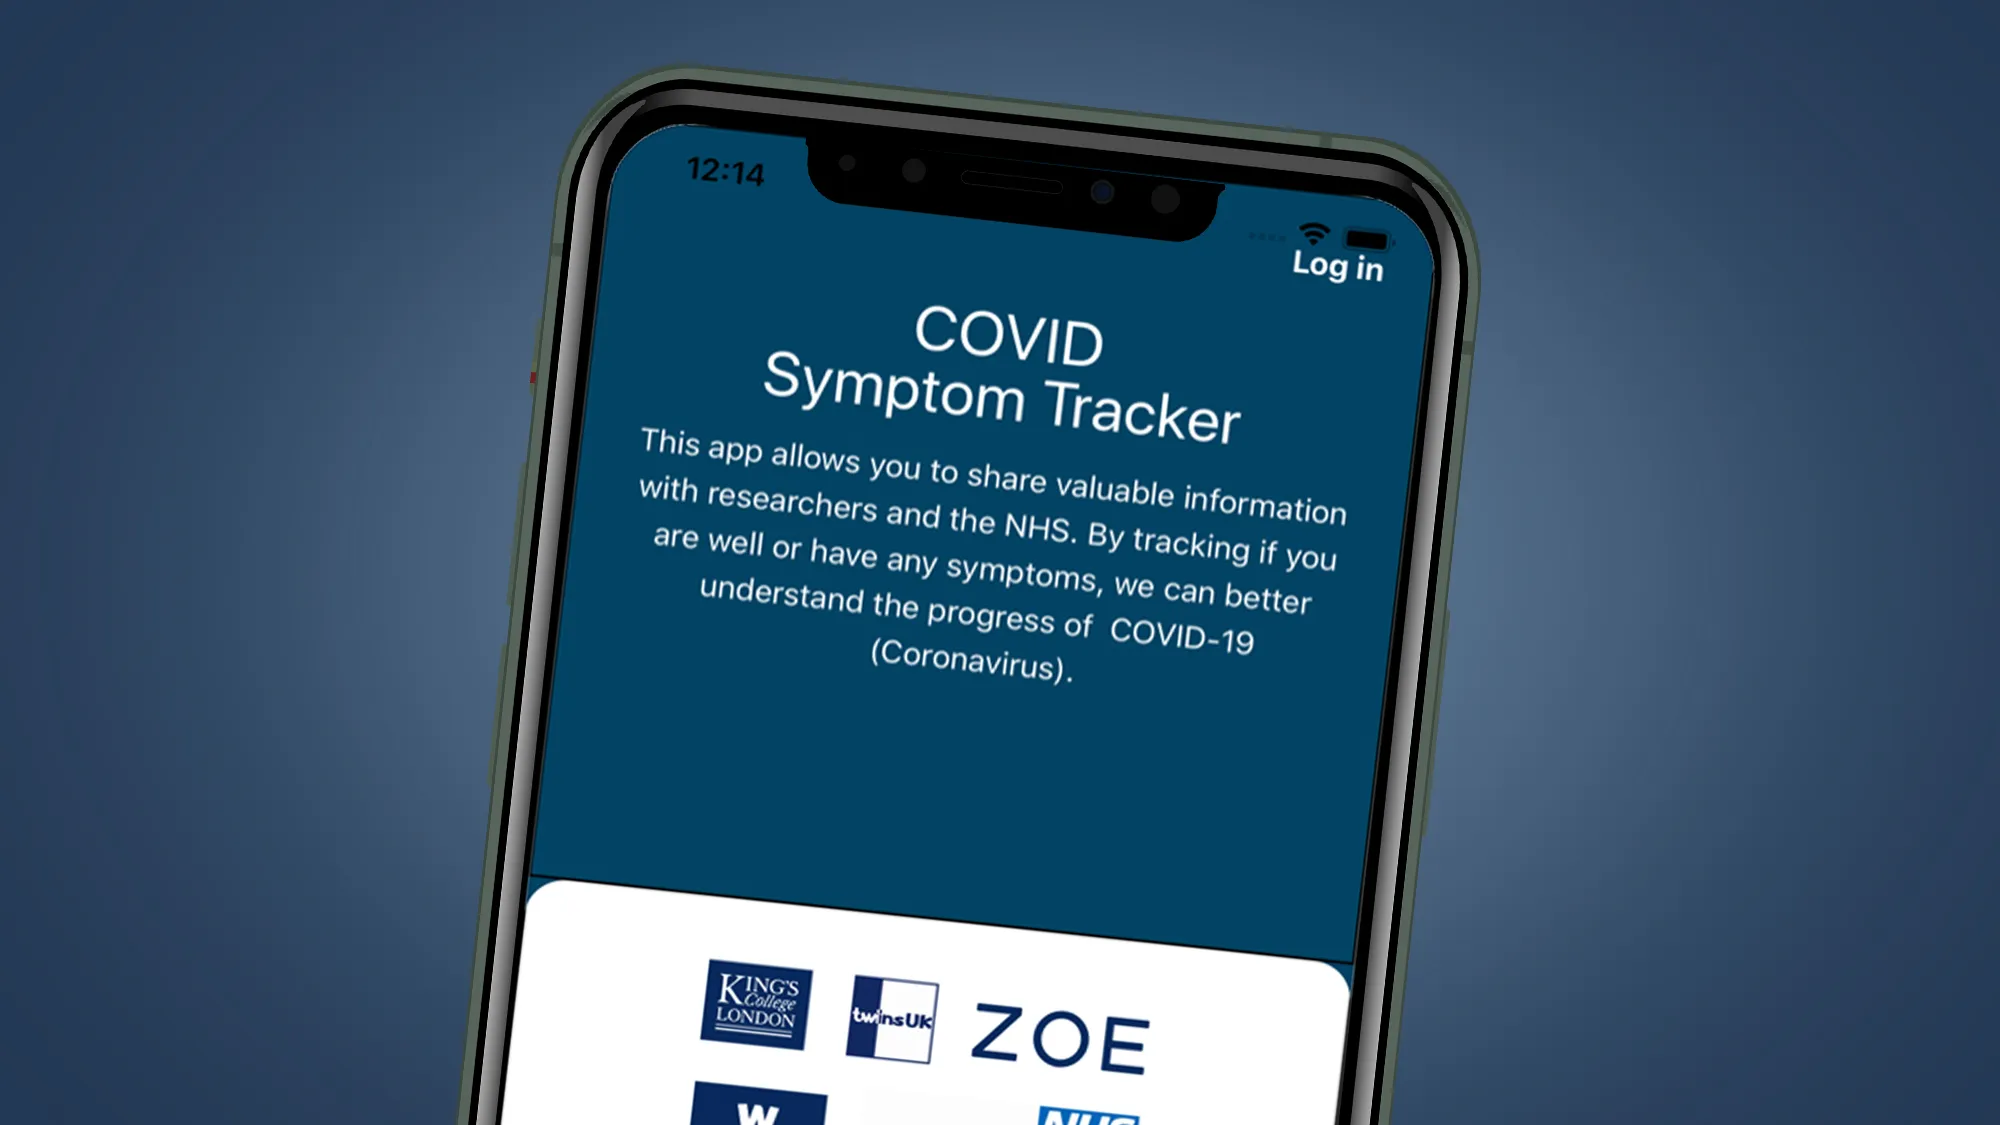 12:14
Log in
COVID
Symptom Tracker
This app allows you to share valuable information
with researchers and the NHS. By tracking if you
are well or have any symptoms, we can better
understand the progress of COVID-19
(Coronavirus).
KING'S
College
LONDON
twinsUK
ZOE
W
NHS